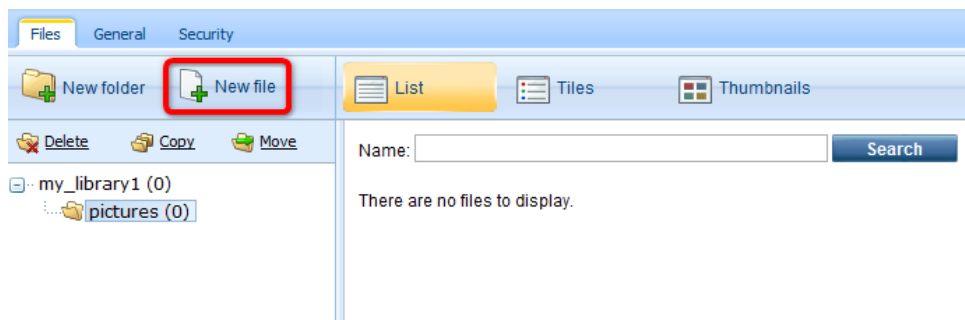 Files General Security
New folder New file List Tiles Thumbnails
Delete Copy Move
Name: Search
my_library1 (0)
pictures (0)
There are no files to display.